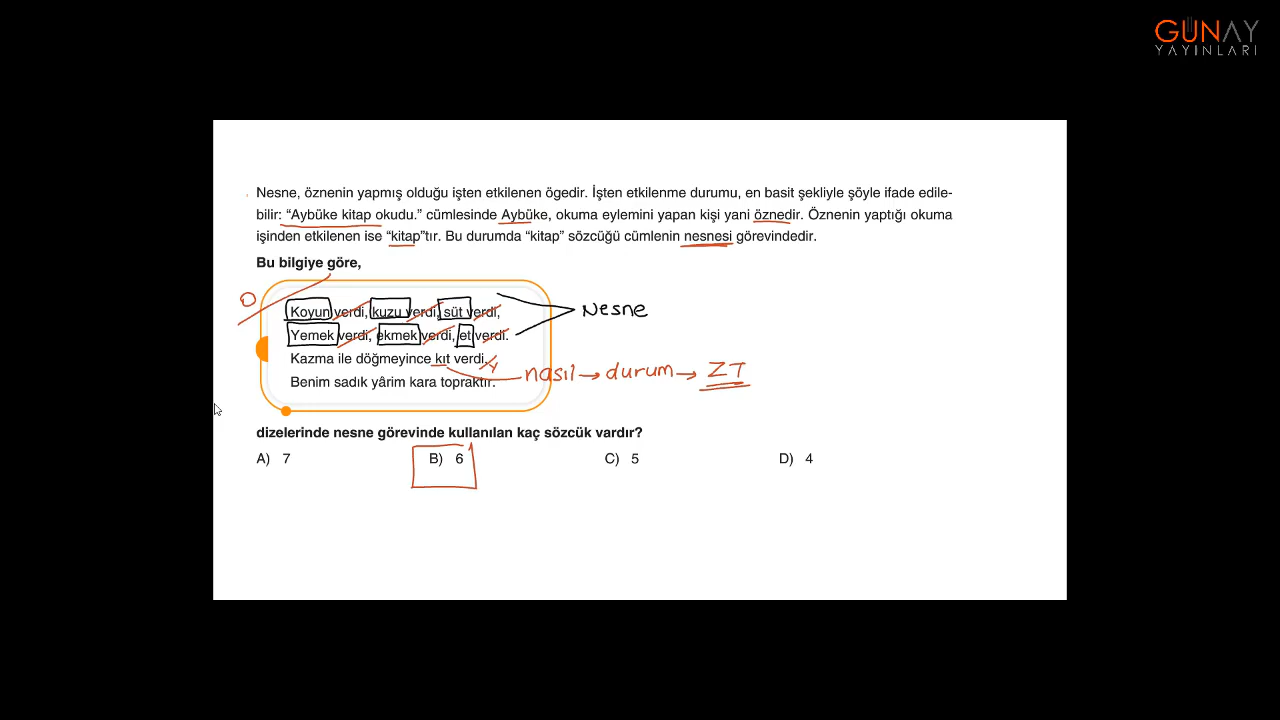 GÜNAY
YAYINLARI
Nesne, öznenin yapmış olduğu işten etkilenen ögedir. İşten etkilenme durumu, en basit şekliyle şöyle ifade edile-
bilir: “Aybüke kitap okudu.” cümlesinde Aybüke, okuma eylemini yapan kişi yani öznedir. Öznenin yaptığı okuma
işinden etkilenen ise “kitap”tır. Bu durumda “kitap” sözcüğü cümlenin nesnesi görevindedir.
Bu bilgiye göre,
O
Koyun verdi, kuzu verdi, süt verdi,
Nesne
Yemek verdi, ekmek verdi, et verdi.
Kazma ile döğmeyince kıt verdi,
nasıl → durum → ZT
Benim sadık yârim kara topraktır.
dizelerinde nesne görevinde kullanılan kaç sözcük vardır?
A) 7 B) 6 C) 5 D) 4